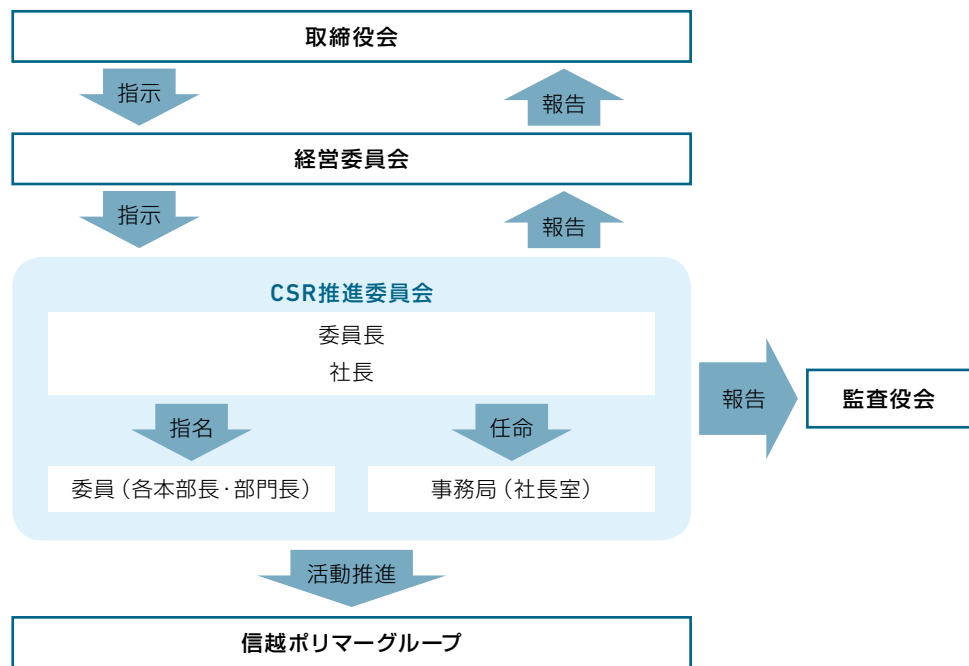 取締役会
指示
報告
経営委員会
指示
報告
CSR推進委員会
委員長
社長
指名
任命
委員（各本部長・部門長）
事務局（社長室）
報告
監査役会
活動推進
信越ポリマーグループ